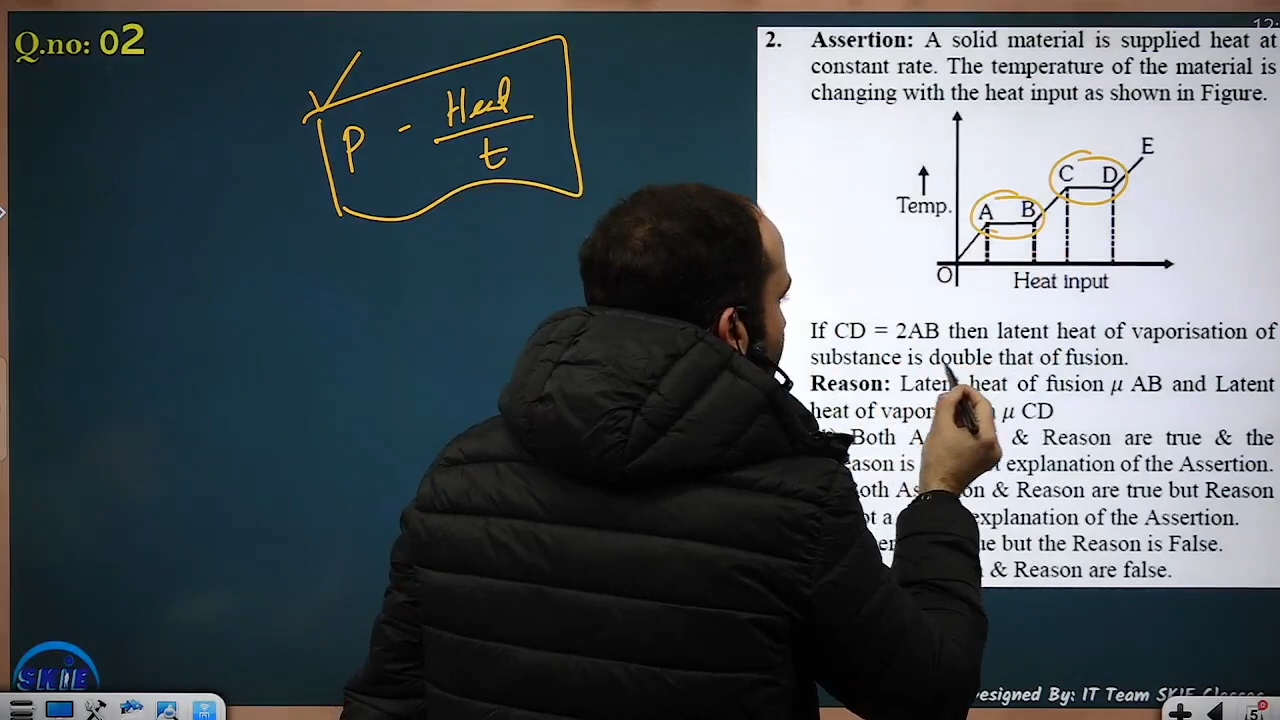 Q.no: 02
P - Heat / t
2. Assertion: A solid material is supplied heat at
constant rate. The temperature of the material is
changing with the heat input as shown in Figure.
E
C D
Temp.
A B
O
Heat input
If CD = 2AB then latent heat of vaporisation of
substance is double that of fusion.
Reason: Latent heat of fusion μ AB and Latent
heat of vapor μ CD
Both A & Reason are true & the
eason is explanation of the Assertion.
oth As on & Reason are true but Reason
ot a explanation of the Assertion.
ue but the Reason is False.
& Reason are false.
SKIE
esigned By: IT Team SKIE Classes